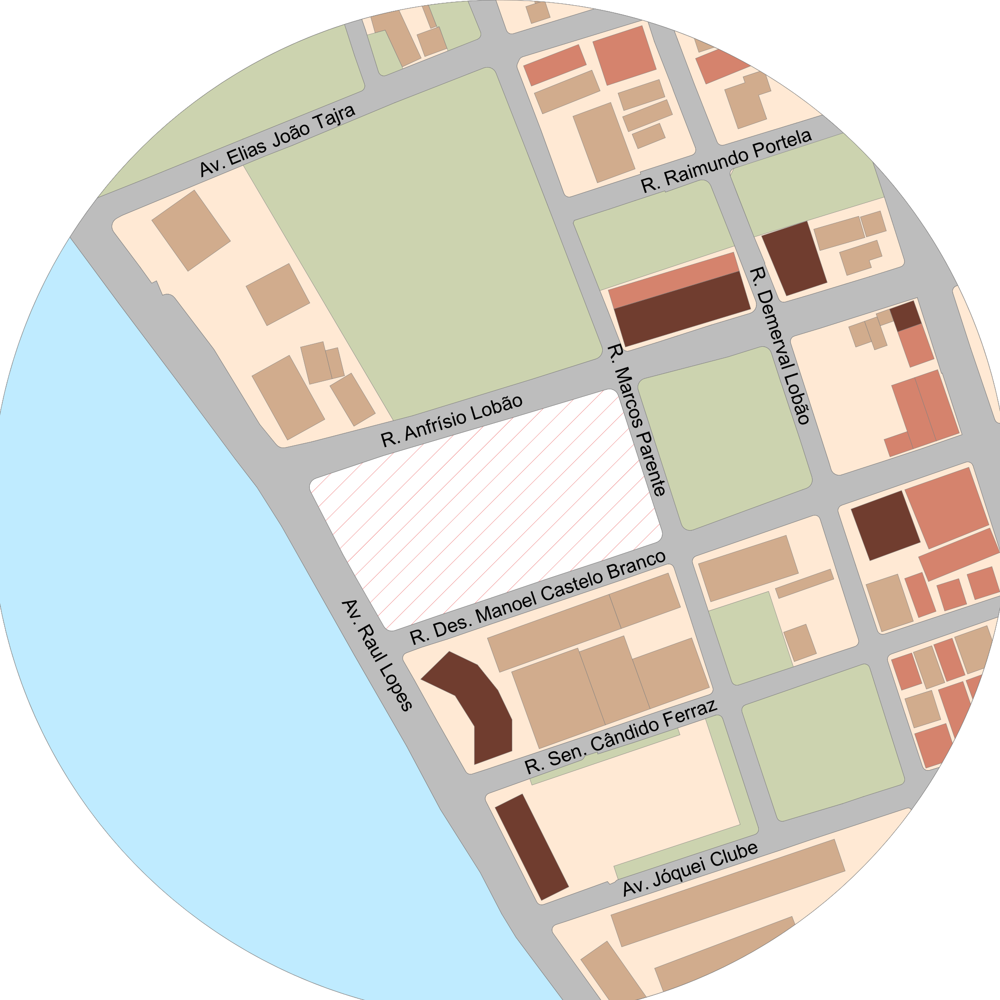 Av. Elias João Tajra
R. Raimundo Portela
R. Demerval Lobão
R. Marcos Parente
R. Anfrísio Lobão
R. Des. Manoel Castelo Branco
Av. Raul Lopes
R. Sen. Cândido Ferraz
Av. Jóquei Clube